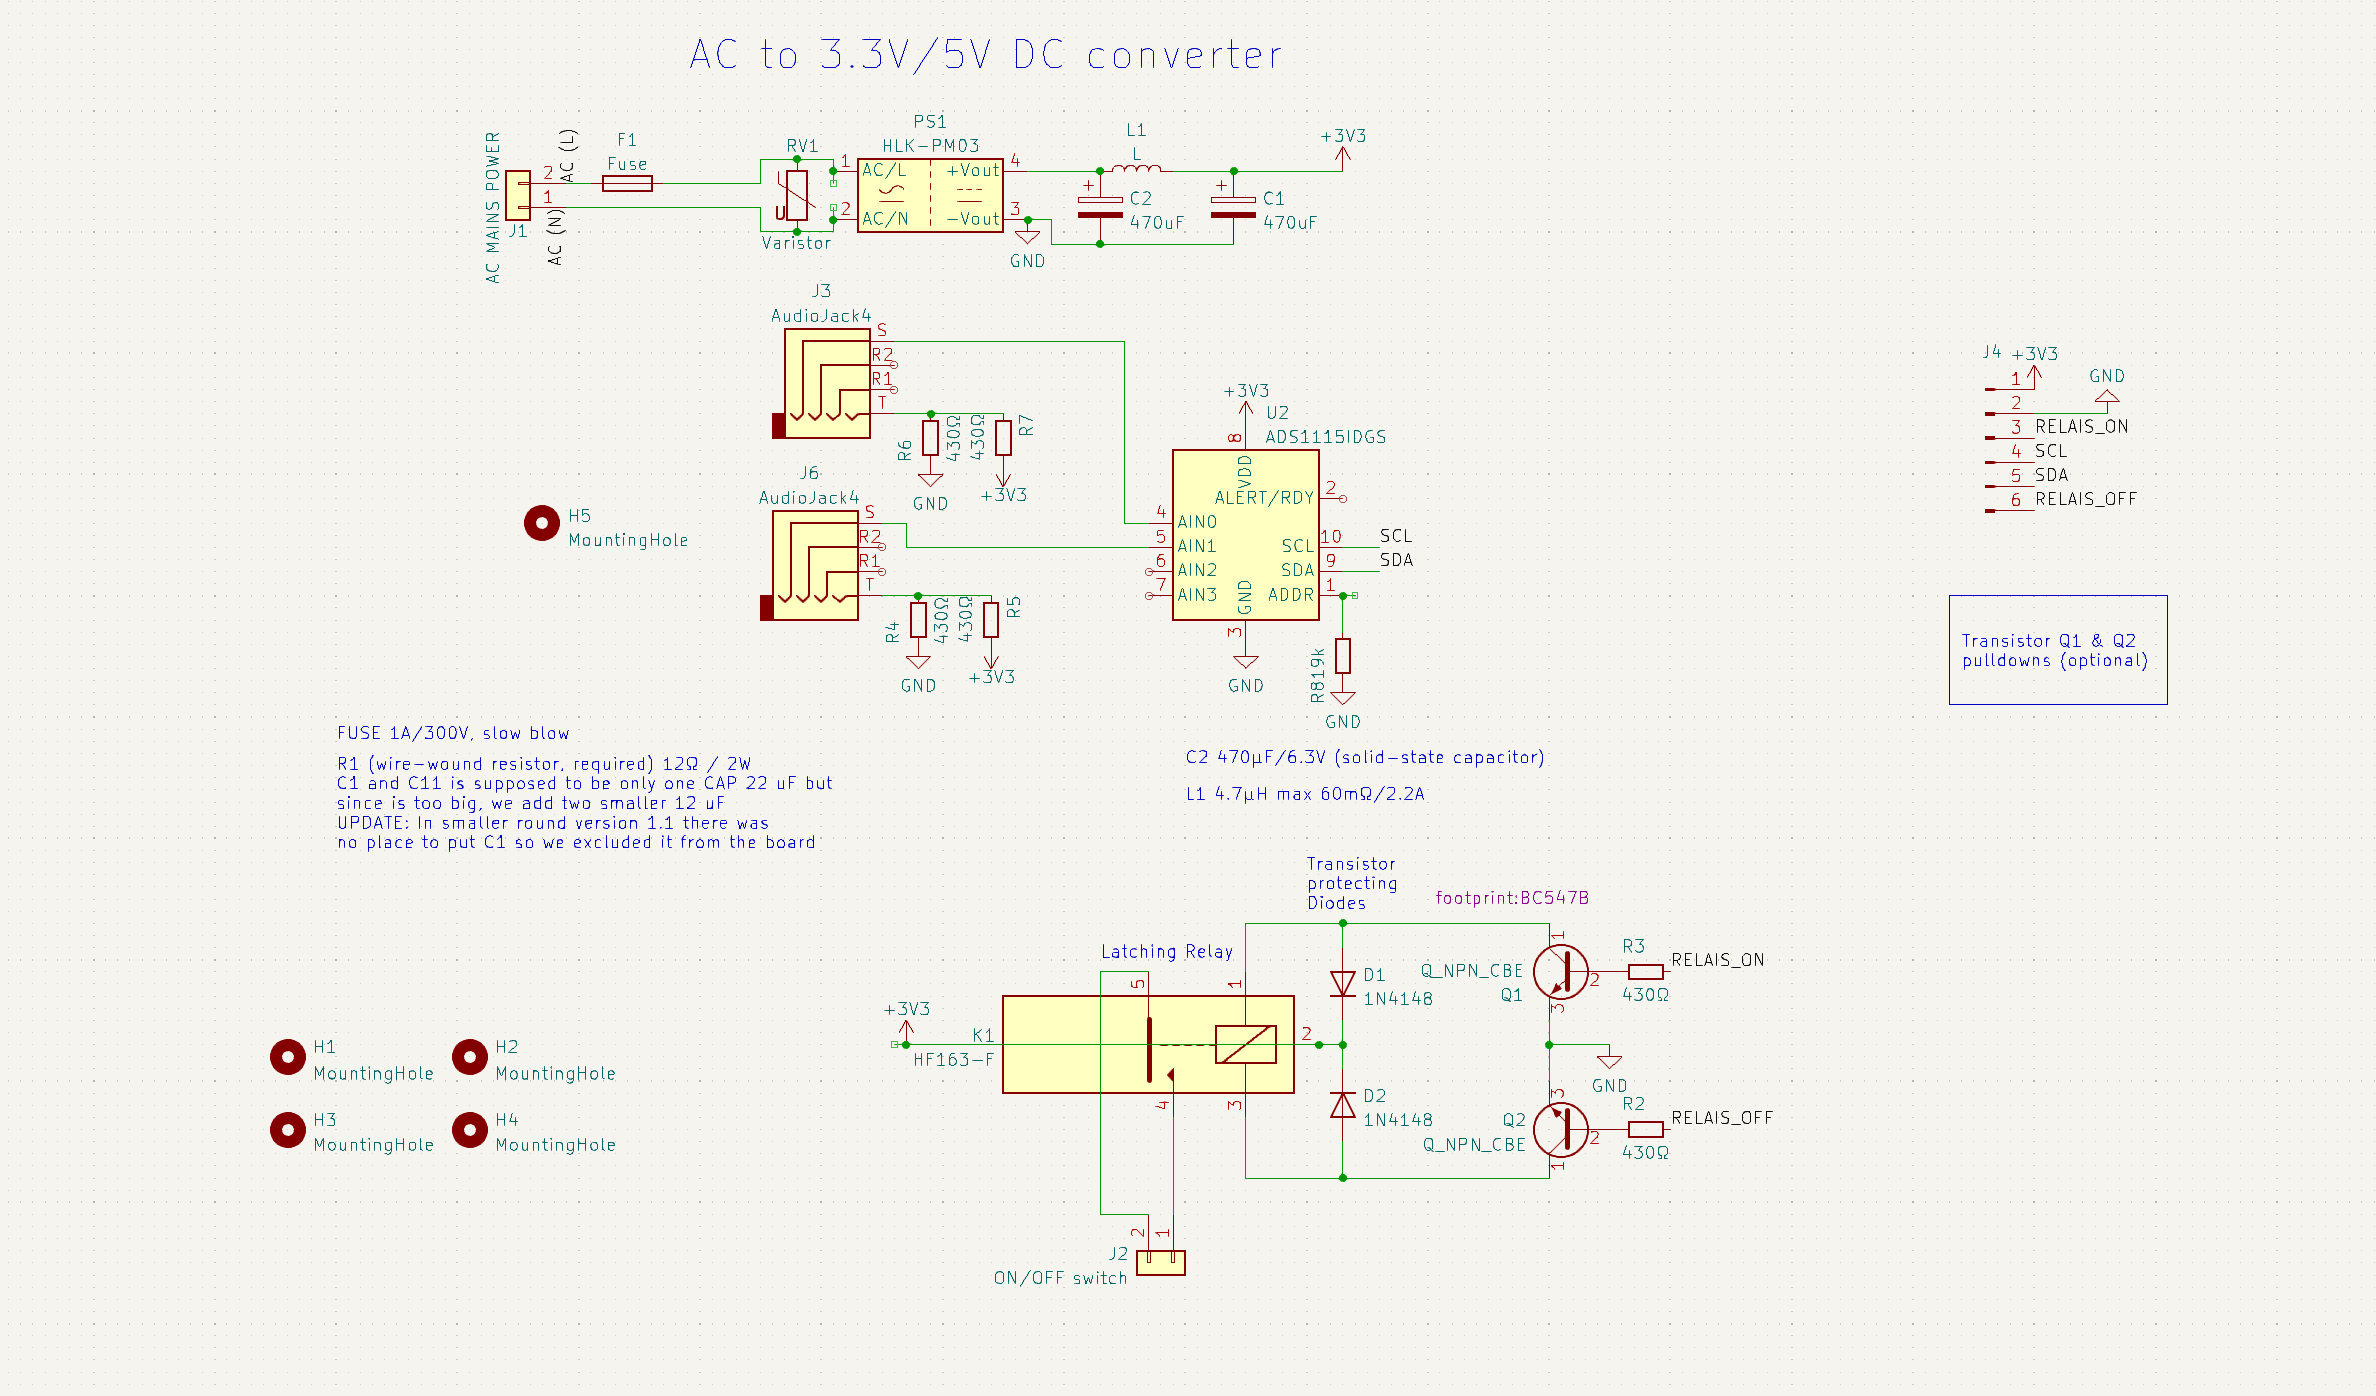 AC to 3.3V/5V DC converter
AC MAINS POWER
J1
2
1
AC (L)
AC (N)
F1
Fuse
RV1
U
Varistor
PS1
HLK-PM03
1
2
AC/L
AC/N
+Vout
-Vout
4
3
GND
L1
L
+
C2
470uF
+
C1
470uF
+3V3
J3
AudioJack4
S
R2
R1
T
R6
430Ω
430Ω
R7
GND
+3V3
J6
AudioJack4
S
R2
R1
T
R4
430Ω
430Ω
R5
GND
+3V3
H5
MountingHole
+3V3
U2
ADS1115IDGS
8
VDD
ALERT/RDY
2
4
AIN0
5
AIN1
6
AIN2
7
AIN3
SCL
10
SCL
SDA
9
SDA
ADDR
1
GND
3
GND
R8
19k
GND
J4
+3V3
GND
1
2
3
RELAIS_ON
4
SCL
5
SDA
6
RELAIS_OFF
Transistor Q1 & Q2
pulldowns (optional)
FUSE 1A/300V, slow blow
R1 (wire-wound resistor, required) 12Ω / 2W
C1 and C11 is supposed to be only one CAP 22 uF but
since is too big, we add two smaller 12 uF
UPDATE: In smaller round version 1.1 there was
no place to put C1 so we excluded it from the board
C2 470µF/6.3V (solid-state capacitor)
L1 4.7µH max 60mΩ/2.2A
Transistor
protecting
Diodes
footprint:BC547B
Latching Relay
5
1
+3V3
K1
HF163-F
2
4
3
D1
1N4148
D2
1N4148
Q_NPN_CBE
Q1
1
2
3
R3
430Ω
RELAIS_ON
GND
Q2
Q_NPN_CBE
3
2
1
R2
430Ω
RELAIS_OFF
H1
MountingHole
H2
MountingHole
H3
MountingHole
H4
MountingHole
2
1
J2
ON/OFF switch